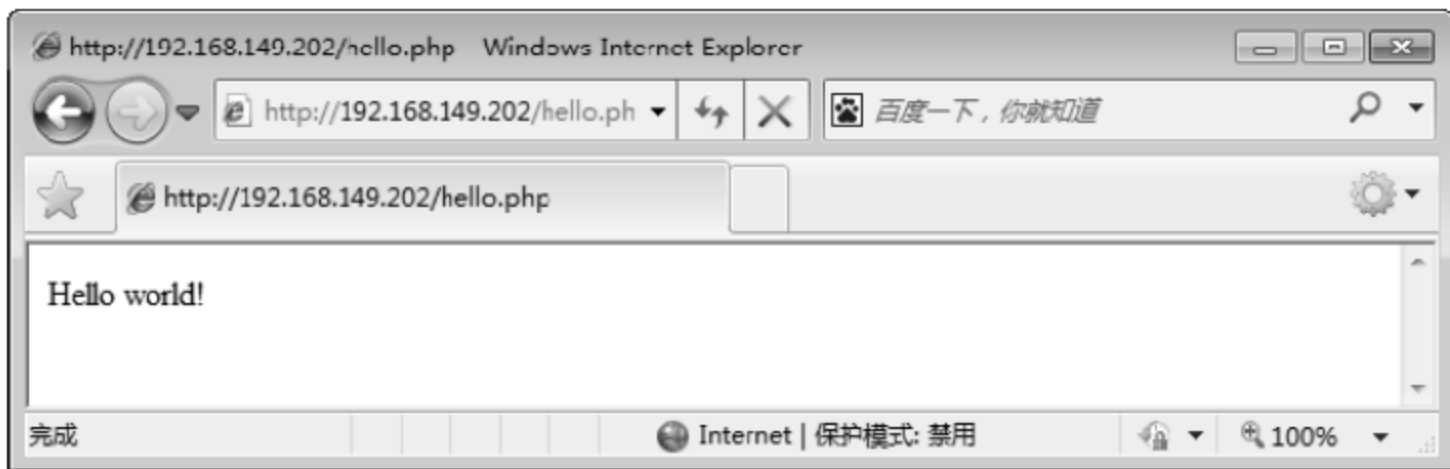 http://192.168.149.202/hello.php Windows Internet Explorer
http://192.168.149.202/hello.ph 百度一下，你就知道
http://192.168.149.202/hello.php
Hello world!
完成 Internet | 保护模式: 禁用 100%